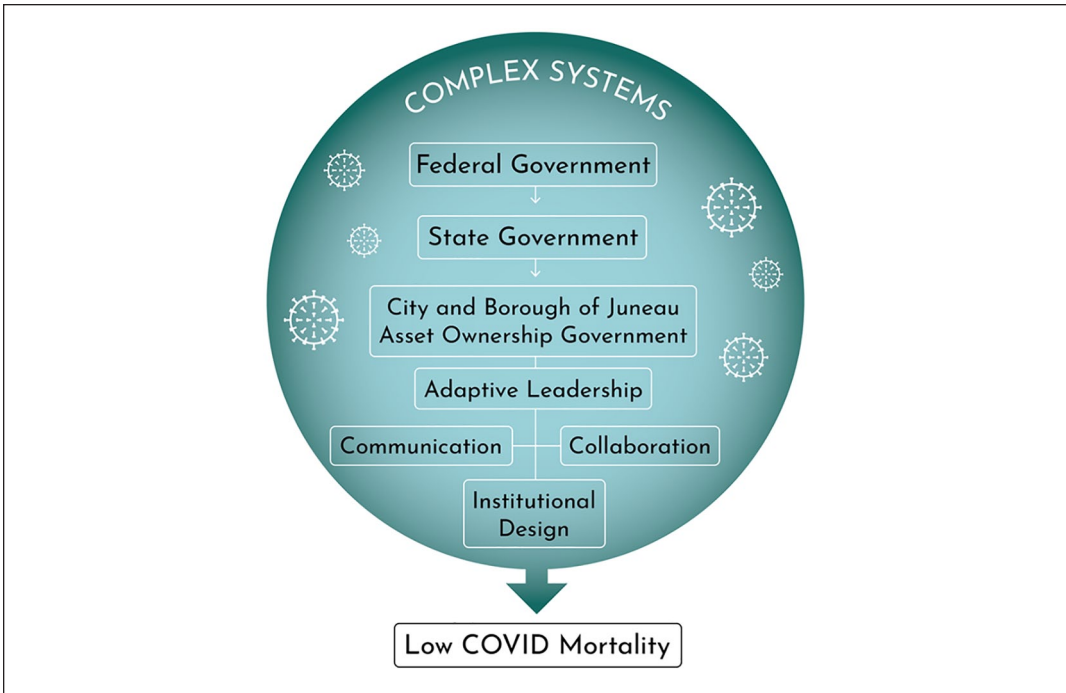 COMPLEX SYSTEMS
Federal Government
State Government
City and Borough of Juneau
Asset Ownership Government
Adaptive Leadership
Communication
Collaboration
Institutional
Design
Low COVID Mortality